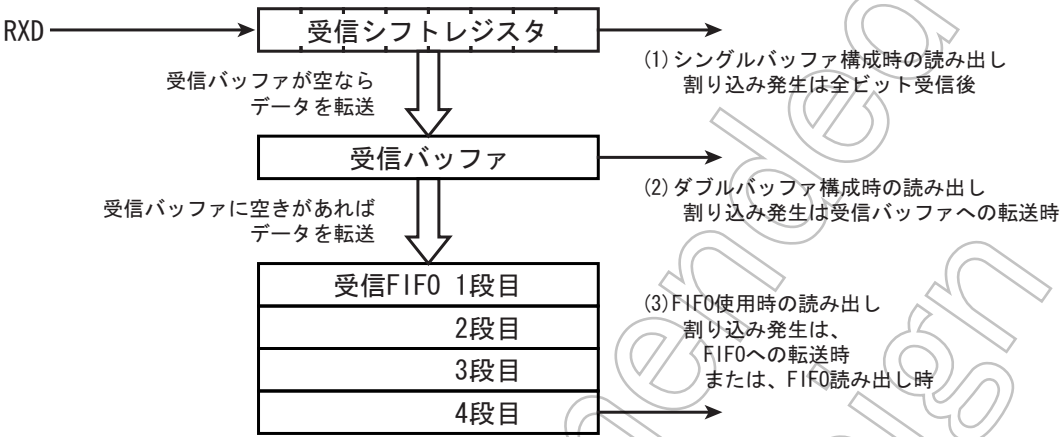 RXD
受信シフトレジスタ
(1)シングルバッファ構成時の読み出し
割り込み発生は全ビット受信後
受信バッファが空なら
データを転送
受信バッファ
(2)ダブルバッファ構成時の読み出し
割り込み発生は受信バッファへの転送時
受信バッファに空きがあれば
データを転送
受信FIFO 1段目
2段目
3段目
4段目
(3)FIFO使用時の読み出し
割り込み発生は、
FIFOへの転送時
または、FIFO読み出し時